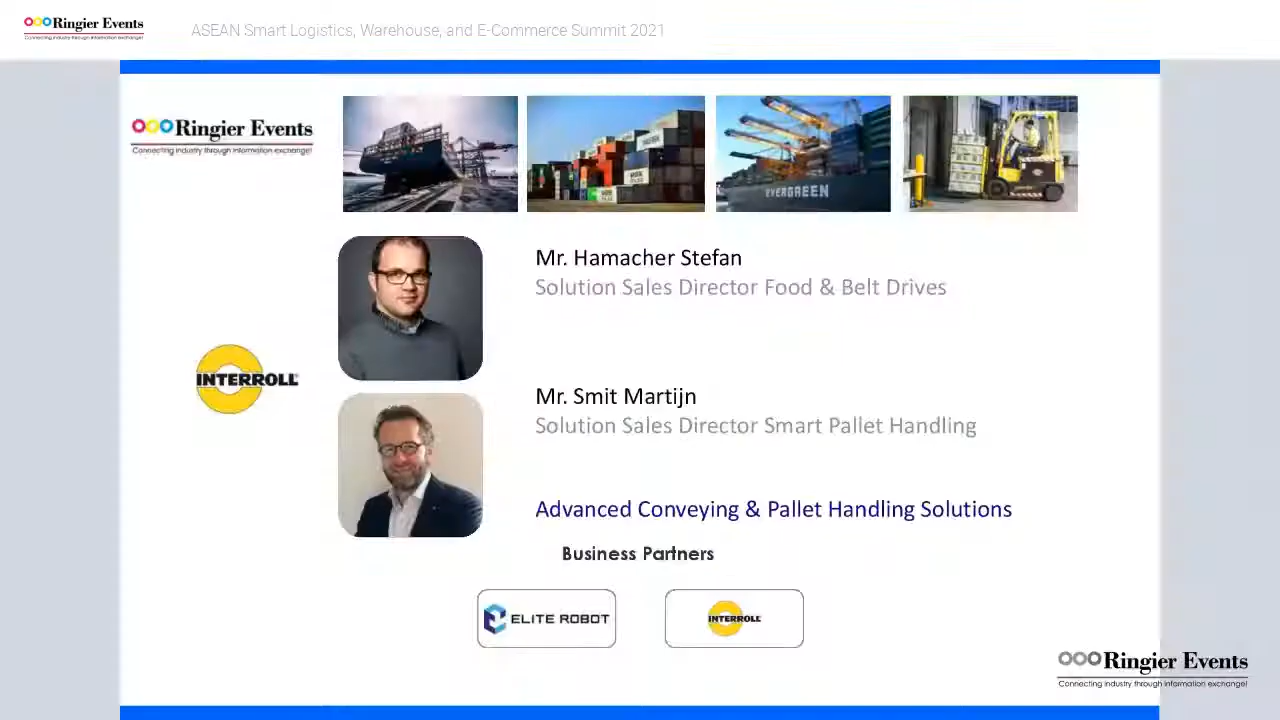 Ringier Events
Connecting industry through information exchange!
ASEAN Smart Logistics, Warehouse, and E-Commerce Summit 2021
Ringier Events
Connecting industry through information exchange!
EVERGREEN
Mr. Hamacher Stefan
Solution Sales Director Food & Belt Drives
INTERROLL®
Mr. Smit Martijn
Solution Sales Director Smart Pallet Handling
Advanced Conveying & Pallet Handling Solutions
Business Partners
ELITE ROBOT
INTERROLL
Ringier Events
Connecting industry through information exchange!